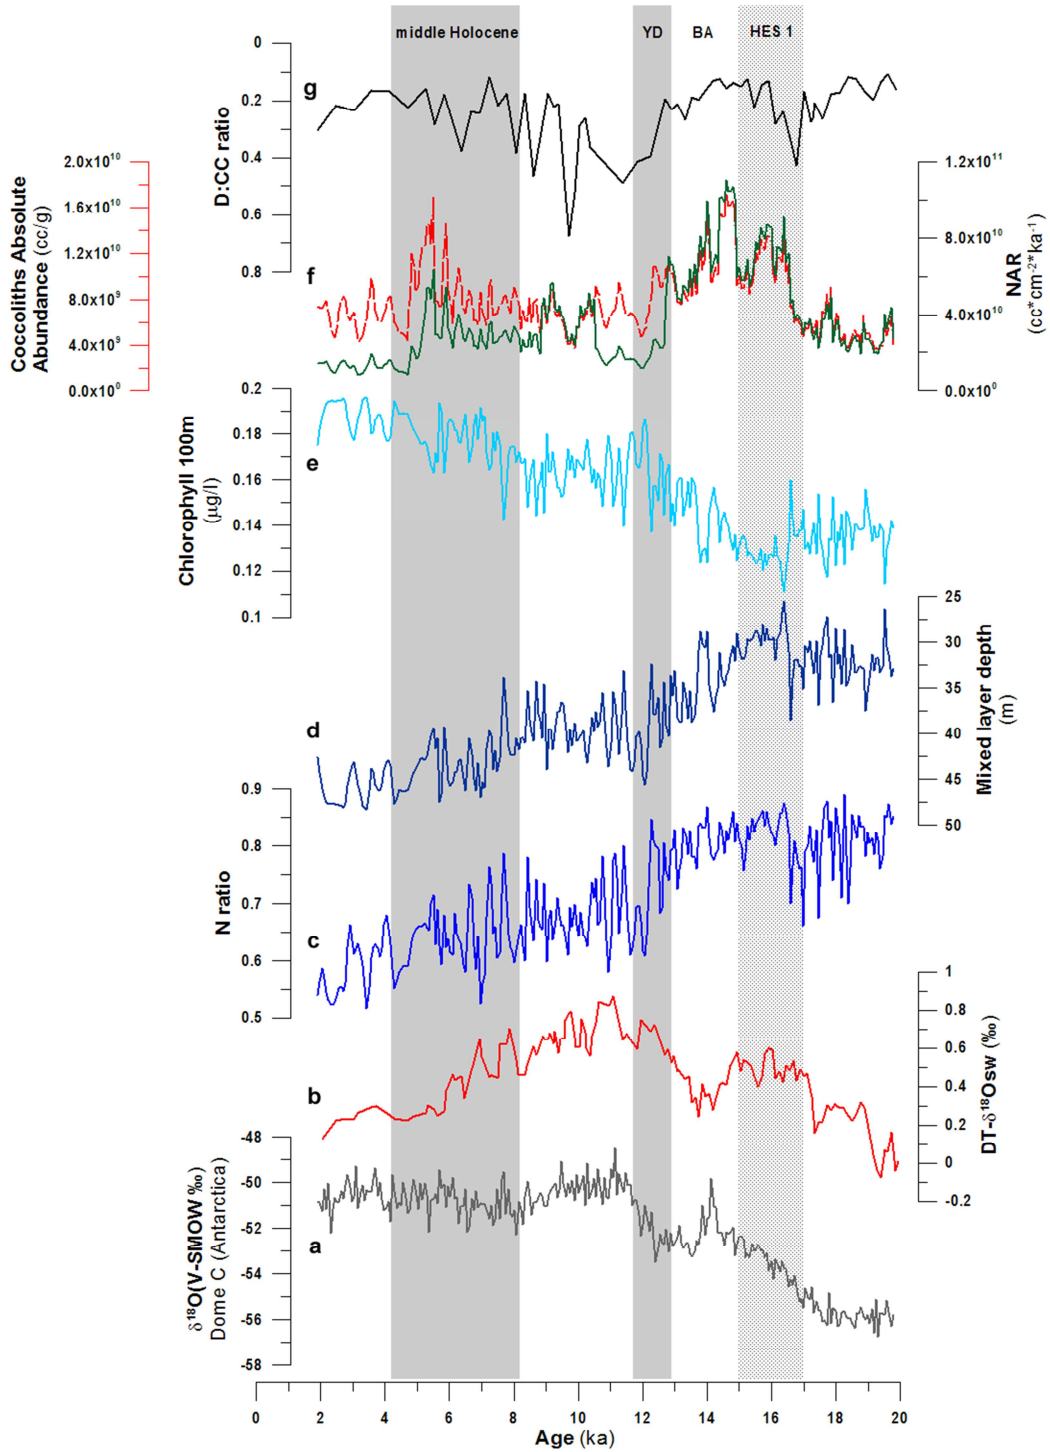 middle Holocene YD BA HES 1
g
D:CC ratio
0
0.2
0.4
0.6
0.8
Coccoliths Absolute
Abundance (cc/g)
2.0x10¹⁰
1.6x10¹⁰
1.2x10¹⁰
8.0x10⁹
4.0x10⁹
0.0x10⁰
f
1.2x10¹¹
8.0x10¹⁰
4.0x10¹⁰
0.0x10⁰
NAR
(cc*cm⁻²*ka⁻¹)
Chlorophyll 100m
(μg/l)
0.2
0.18
0.16
0.14
0.12
0.1
e
25
30
35
40
45
50
Mixed layer depth
(m)
d
N ratio
0.9
0.8
0.7
0.6
0.5
c
1
0.8
0.6
0.4
0.2
0
-0.2
DT-δ¹⁸Osw (‰)
b
δ¹⁸O(V-SMOW ‰)
Dome C (Antarctica)
-48
-50
-52
-54
-56
-58
a
0 2 4 6 8 10 12 14 16 18 20
Age (ka)